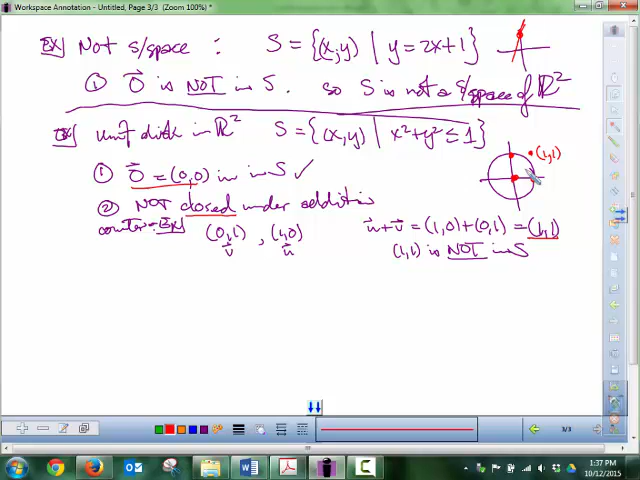 Workspace Annotation - Untitled, Page 3/3 (Zoom 100%) *
EX Not s/space : S = {(x,y) | y = 2x+1}
① 0⃗ is NOT in S. so S is not a s/space of ℝ²
EX unit disk in ℝ² S = {(x,y) | x²+y² ≤ 1}
① 0⃗ = (0,0) in in S ✓
(1,1)
② NOT closed under addition
counter-EX (0,1) , (1,0) u⃗+v⃗ = (1,0)+(0,1) = (1,1)
v⃗ u⃗ (1,1) is NOT in S
3/3
1:37 PM
10/12/2015